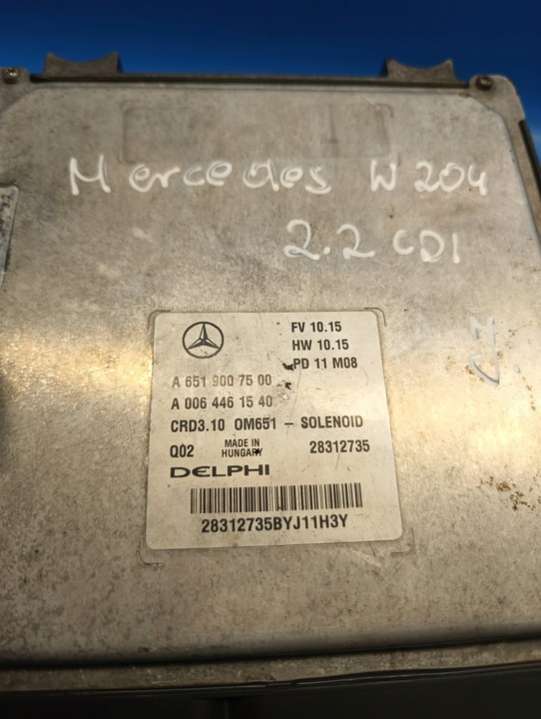 Mercedes W204
2.2 CDI
FV 10.15
HW 10.15
PD 11 M08
A 651 900 75 00
A 006 446 15 40
CRD3.10 OM651 - SOLENOID
Q02 MADE IN HUNGARY 28312735
DELPHI
28312735BYJ11H3Y